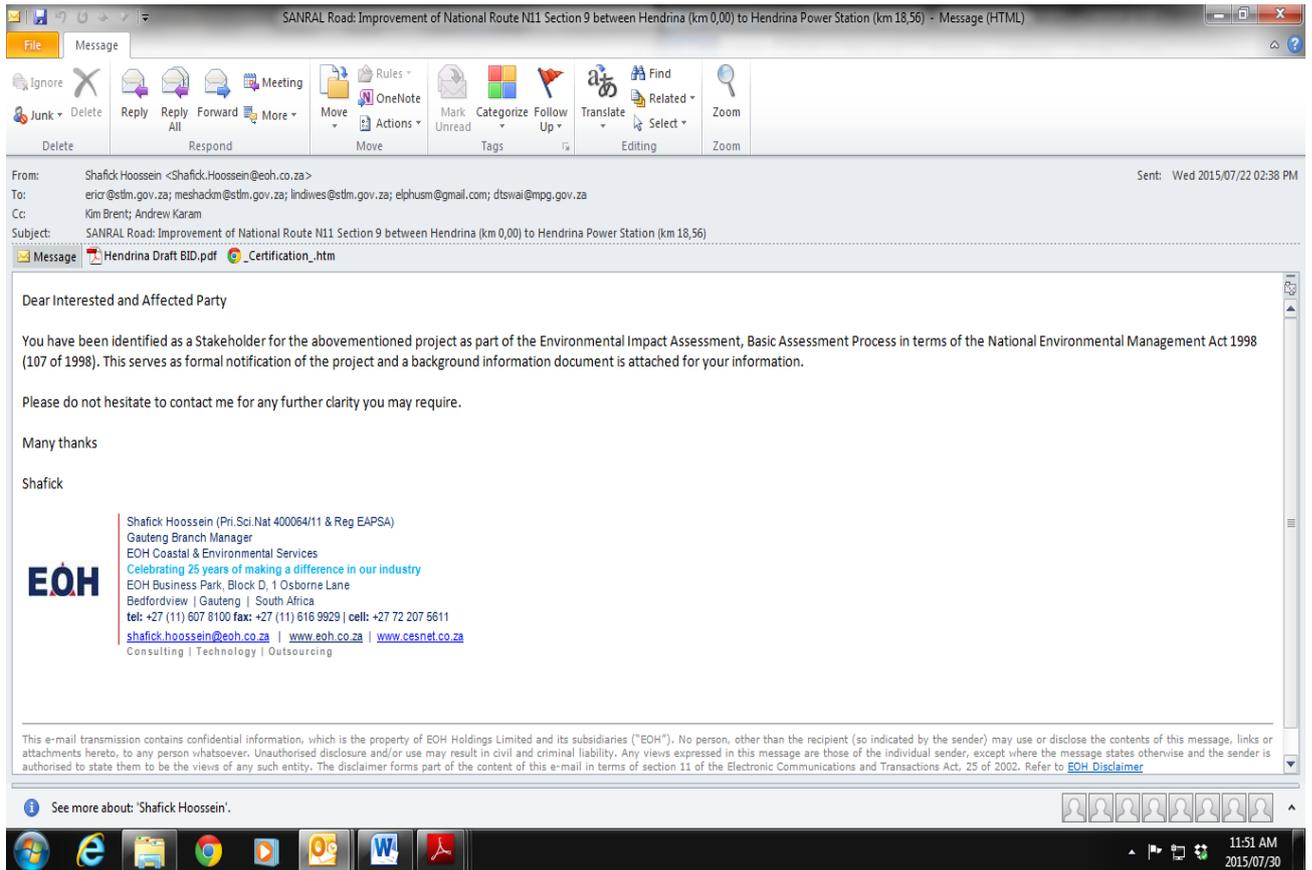 SANRAL Road: Improvement of National Route N11 Section 9 between Hendrina (km 0,00) to Hendrina Power Station (km 18,56) - Message (HTML)
File
Message
Ignore
Junk
Delete
Delete
Reply
Reply All
Forward
Meeting
More
Respond
Move
Rules
OneNote
Actions
Move
Mark Unread
Categorize
Follow Up
Tags
Translate
Find
Related
Select
Editing
Zoom
Zoom
From: Shafick Hoossein <Shafick.Hoossein@eoh.co.za>
Sent: Wed 2015/07/22 02:38 PM
To: ericr@stlm.gov.za; meshackm@stlm.gov.za; lindiwes@stlm.gov.za; elphusm@gmail.com; dtswai@mpg.gov.za
Cc: Kim Brent; Andrew Karam
Subject: SANRAL Road: Improvement of National Route N11 Section 9 between Hendrina (km 0,00) to Hendrina Power Station (km 18,56)
Message Hendrina Draft BID.pdf _Certification_.htm
Dear Interested and Affected Party
You have been identified as a Stakeholder for the abovementioned project as part of the Environmental Impact Assessment, Basic Assessment Process in terms of the National Environmental Management Act 1998
(107 of 1998). This serves as formal notification of the project and a background information document is attached for your information.
Please do not hesitate to contact me for any further clarity you may require.
Many thanks
Shafick
EOH
Shafick Hoossein (Pri.Sci.Nat 400064/11 & Reg EAPSA)
Gauteng Branch Manager
EOH Coastal & Environmental Services
Celebrating 25 years of making a difference in our industry
EOH Business Park, Block D, 1 Osborne Lane
Bedfordview | Gauteng | South Africa
tel: +27 (11) 607 8100 fax: +27 (11) 616 9929 | cell: +27 72 207 5611
shafick.hoossein@eoh.co.za | www.eoh.co.za | www.cesnet.co.za
Consulting | Technology | Outsourcing
This e-mail transmission contains confidential information, which is the property of EOH Holdings Limited and its subsidiaries ("EOH"). No person, other than the recipient (so indicated by the sender) may use or disclose the contents of this message, links or
attachments hereto, to any person whatsoever. Unauthorised disclosure and/or use may result in civil and criminal liability. Any views expressed in this message are those of the individual sender, except where the message states otherwise and the sender is
authorised to state them to be the views of any such entity. The disclaimer forms part of the content of this e-mail in terms of section 11 of the Electronic Communications and Transactions Act, 25 of 2002. Refer to EOH Disclaimer
See more about: 'Shafick Hoossein'.
11:51 AM
2015/07/30